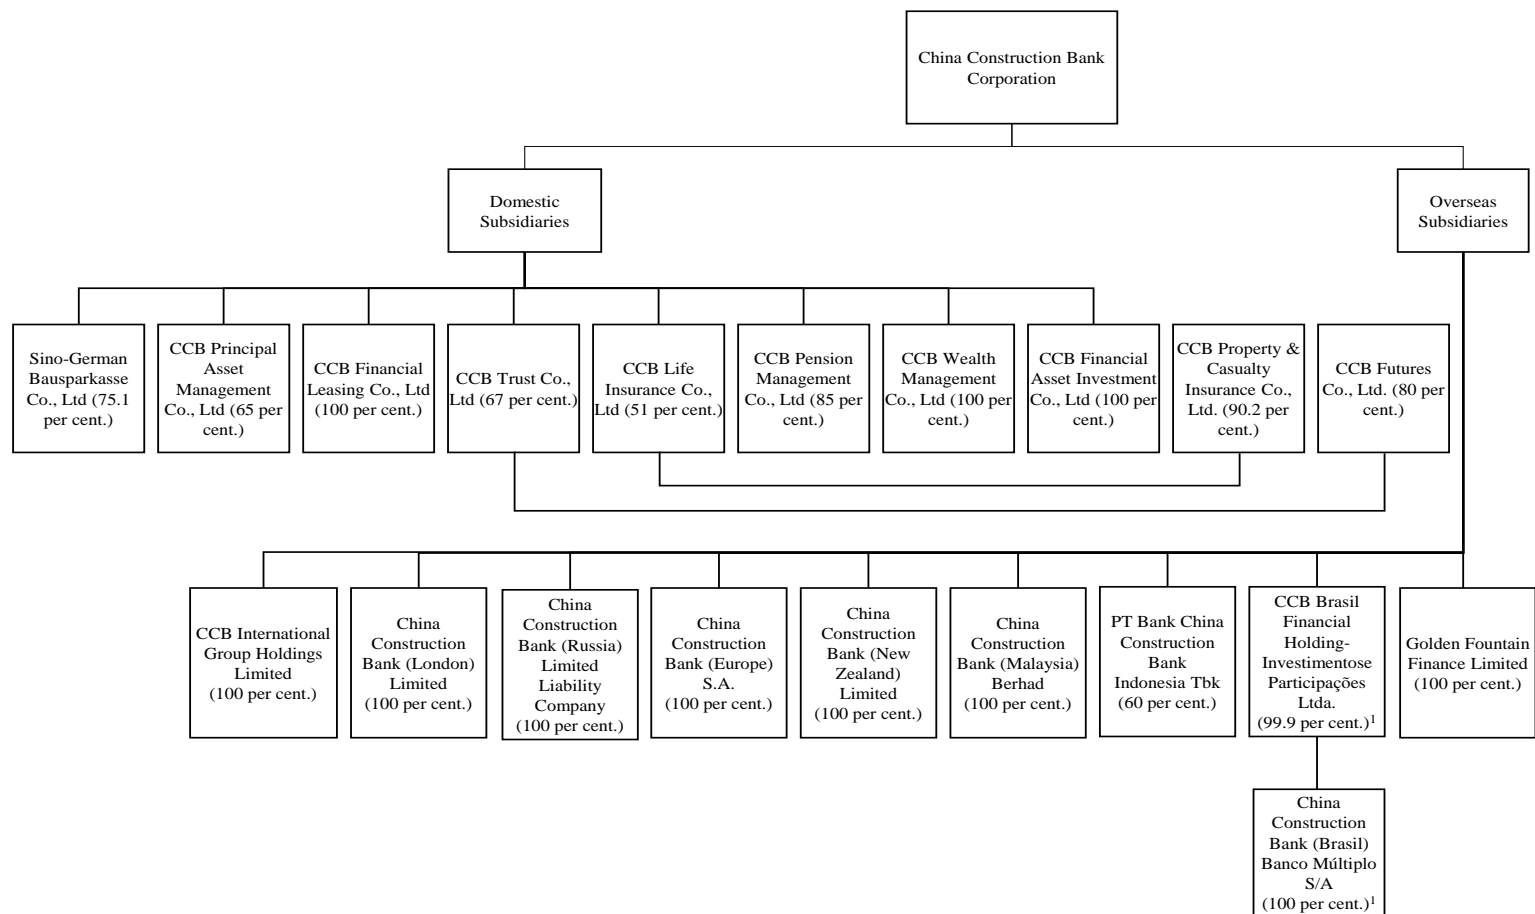 China Construction Bank
Corporation
Domestic
Subsidiaries
Overseas
Subsidiaries
Sino-German
Bausparkasse
Co., Ltd (75.1
per cent.)
CCB Principal
Asset
Management
Co., Ltd (65 per
cent.)
CCB Financial
Leasing Co., Ltd
(100 per cent.)
CCB Trust Co.,
Ltd (67 per cent.)
CCB Life
Insurance Co.,
Ltd (51 per cent.)
CCB Pension
Management
Co., Ltd (85 per
cent.)
CCB Wealth
Management
Co., Ltd (100 per
cent.)
CCB Financial
Asset Investment
Co., Ltd (100 per
cent.)
CCB Property &
Casualty
Insurance Co.,
Ltd. (90.2 per
cent.)
CCB Futures
Co., Ltd. (80 per
cent.)
CCB International
Group Holdings
Limited
(100 per cent.)
China
Construction
Bank (London)
Limited
(100 per cent.)
China
Construction
Bank (Russia)
Limited
Liability
Company
(100 per cent.)
China
Construction
Bank (Europe)
S.A.
(100 per cent.)
China
Construction
Bank (New
Zealand)
Limited
(100 per cent.)
China
Construction
Bank (Malaysia)
Berhad
(100 per cent.)
PT Bank China
Construction
Bank
Indonesia Tbk
(60 per cent.)
CCB Brasil
Financial
Holding-
Investimentose
Participações
Ltda.
(99.9 per cent.)¹
Golden Fountain
Finance Limited
(100 per cent.)
China
Construction
Bank (Brasil)
Banco Múltiplo
S/A
(100 per cent.)¹